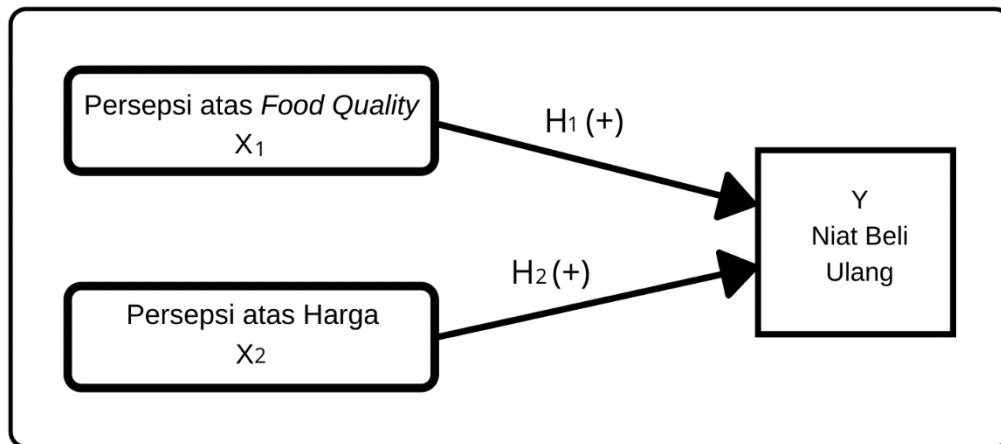 Persepsi atas Food Quality
X1
H1 (+)
Y
Niat Beli
Ulang
H2 (+)
Persepsi atas Harga
X2